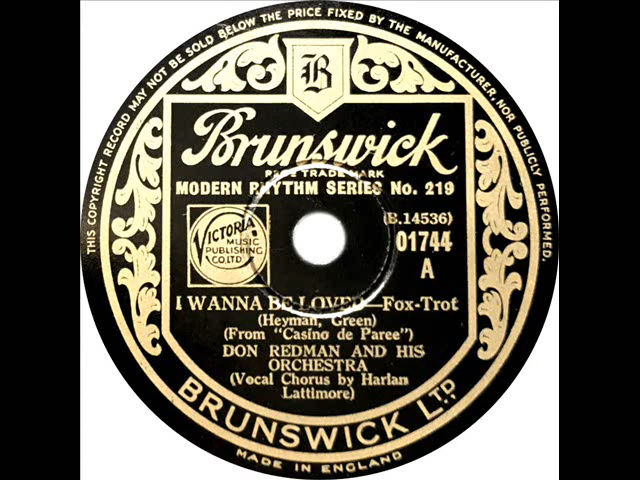 THIS COPYRIGHT RECORD MAY NOT BE SOLD BELOW THE PRICE FIXED BY THE MANUFACTURER, NOR PUBLICLY PERFORMED.
B
Brunswick
TRADE MARK
MODERN RHYTHM SERIES No. 219
(B.14536)
VICTORIA
MUSIC
PUBLISHING
CO. LTD.
01744
A
I WANNA BE LOVED—Fox-Trot
(Heyman, Green)
(From "Casino de Paree")
DON REDMAN AND HIS
ORCHESTRA
(Vocal Chorus by Harlan
Lattimore)
BRUNSWICK LTD.
MADE IN ENGLAND